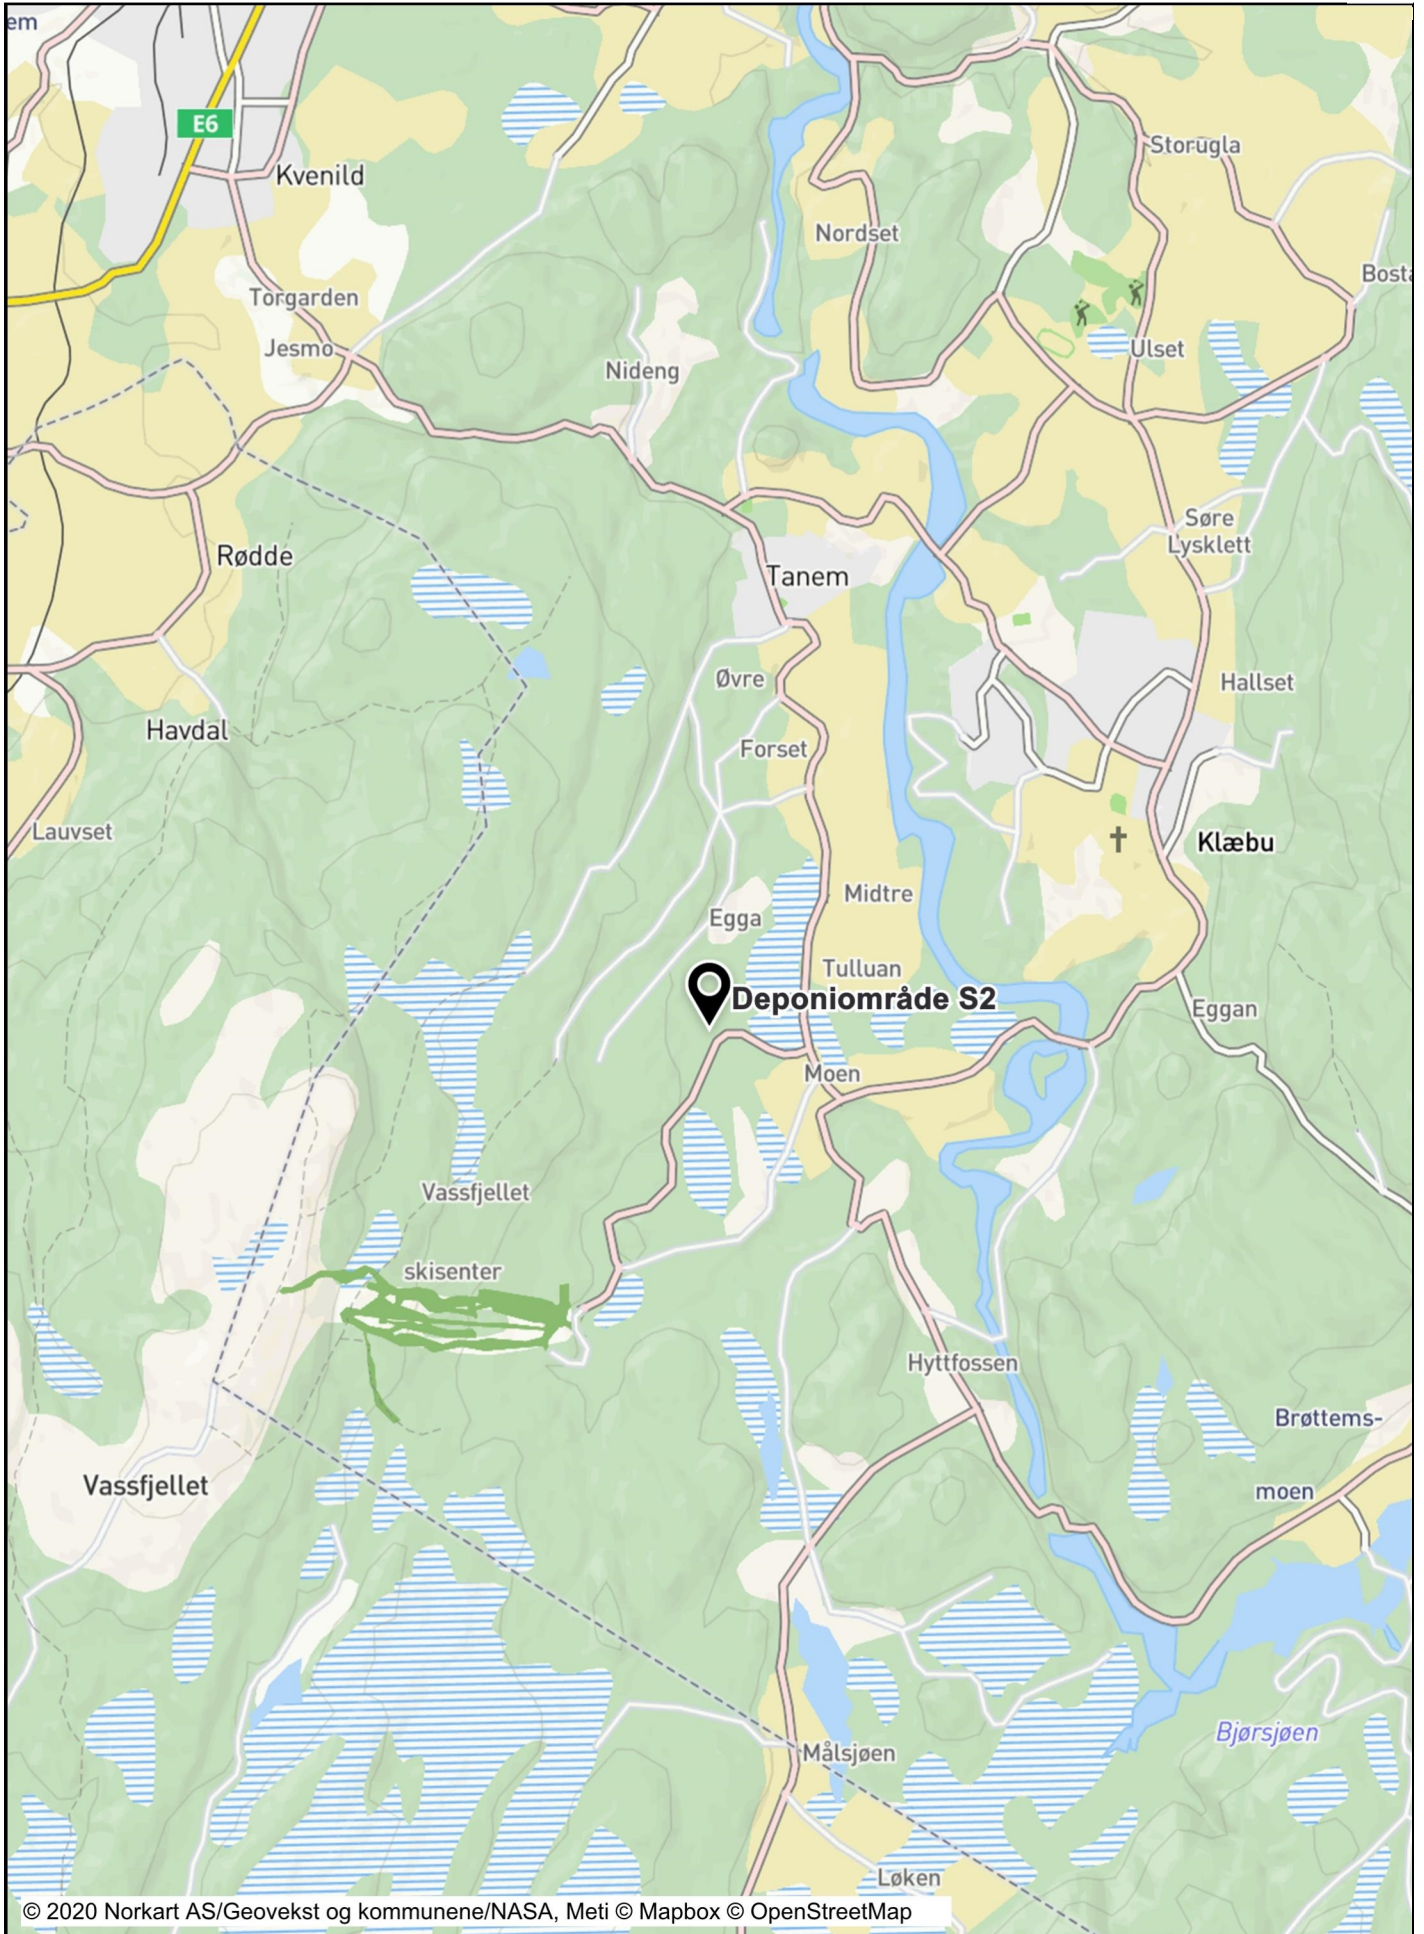 em
E6
Kvenild
Storugla
Nordset
Bosta
Torgarden
Jesmo
Ulset
Nideng
Søre
Lysklett
Rødde
Tanem
Øvre
Hallset
Havdal
Forset
Lauvset
Klæbu
Midtre
Egga
Tulluan
Deponiområde S2
Eggan
Moen
Vassfjellet
skisenter
Hyttfossen
Brøttems-
moen
Vassfjellet
Bjørsjøen
Målsjøen
Løken
© 2020 Norkart AS/Geovekst og kommunene/NASA, Meti © Mapbox © OpenStreetMap